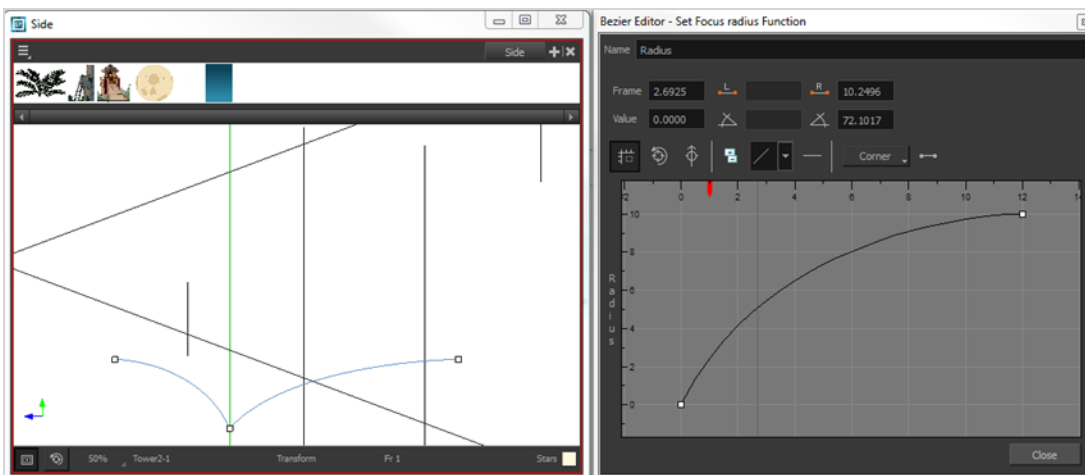 Side
Side
50% Tower2-1 Transform Fr 1 Stars
Bezier Editor - Set Focus radius Function
Name Radius
Frame 2.6925 L R 10.2496
Value 0.0000 72.1017
Corner
-2 0 2 4 6 8 10 12 14
10
8
6
4
2
0
Radius
Close